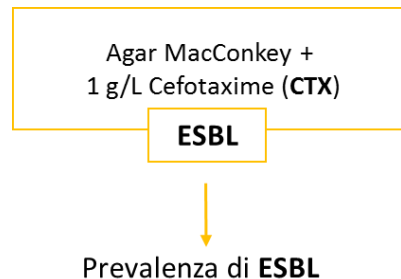 Agar MacConkey +
1 g/L Cefotaxime (CTX)
ESBL
Prevalenza di ESBL